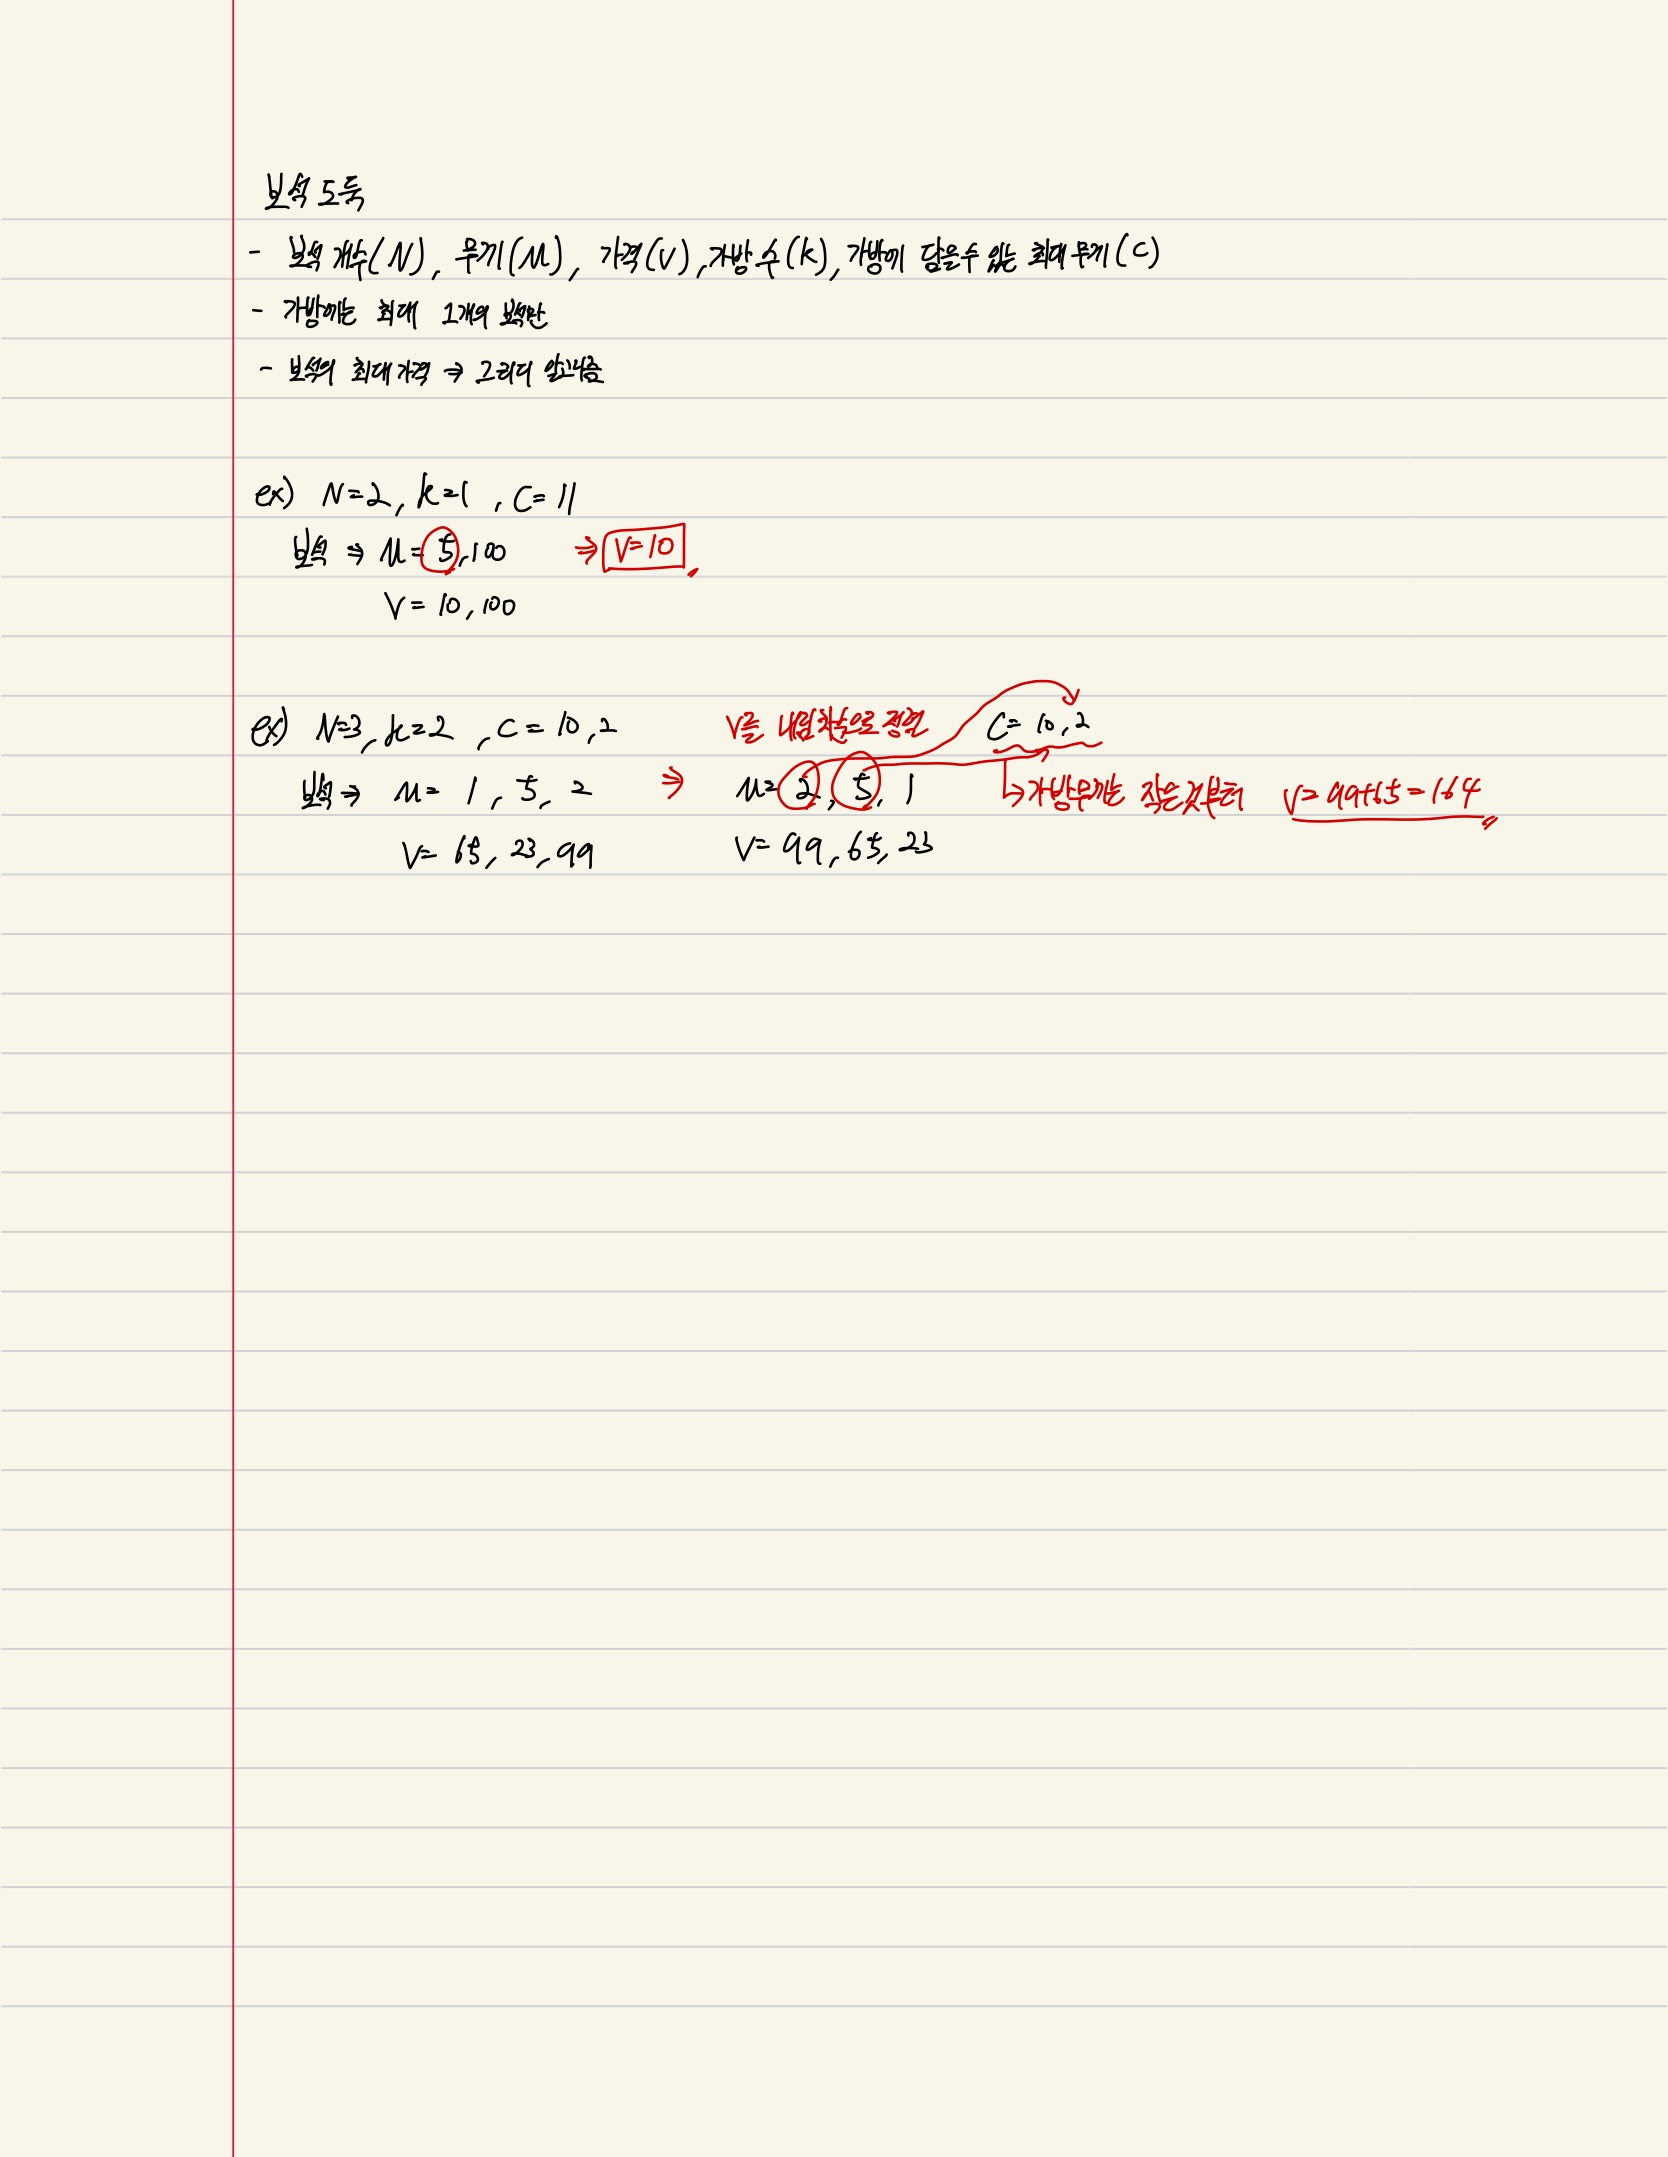 보석 도둑
- 보석 개수(N), 무게(M), 가격(V), 가방 수(k), 가방에 담을 수 있는 최대 무게(C)
- 가방에는 최대 1개의 보석만
- 보석의 최대 가격 ⇒ 그리디 알고리즘
ex) N=2, k=1, C=11
보석 ⇒ M=5,100 ⇒ V=10
V=10,100
ex) N=3, k=2, C=10,2 V를 내림차순으로 정렬 C=10,2
보석 ⇒ M= 1, 5, 2 ⇒ M=2, 5, 1 ↳가방무게는 작은것부터 V=99+65=164
V= 65, 23, 99 V=99, 65, 23